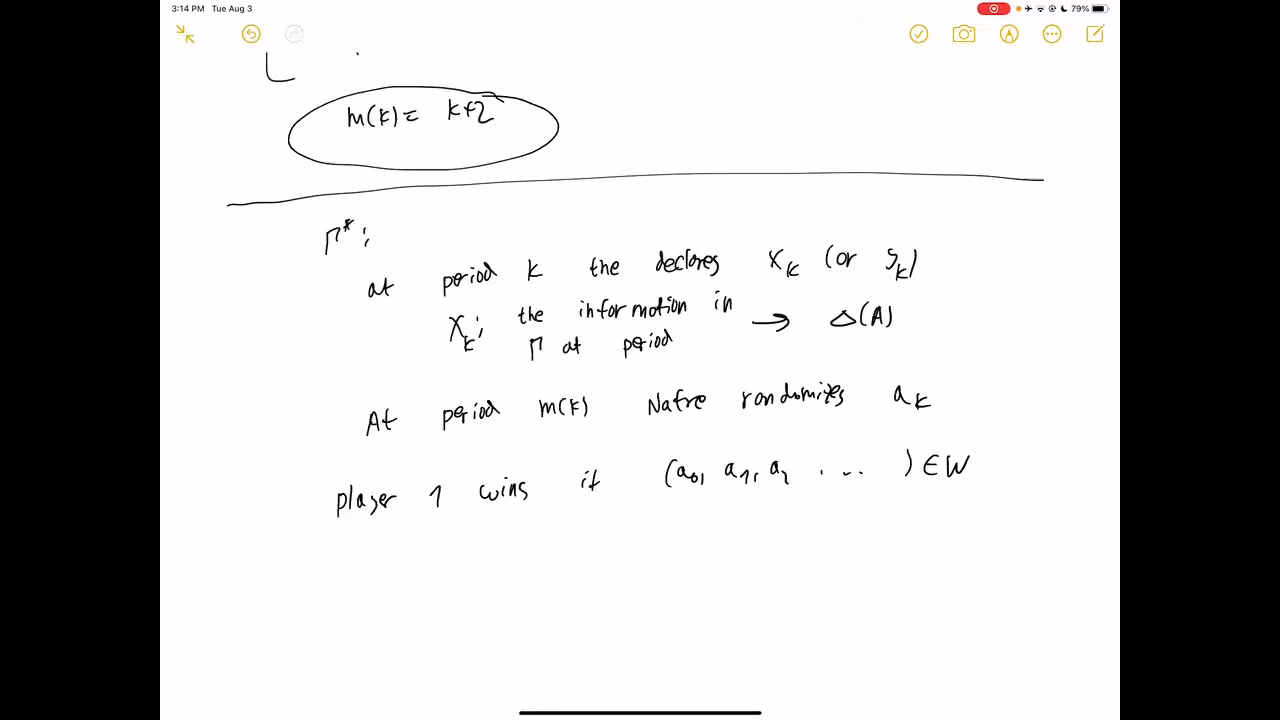 3:14 PM Tue Aug 3
79%
m(k) = k+2
Γ*:
at period k the declares x_k (or s_k)
x_k: the information in Γ at period → Δ(A)
At period m(k) Natre randomizes a_k
player 1 wins if (a_0, a_1, a_2 ..... ) ∈ W